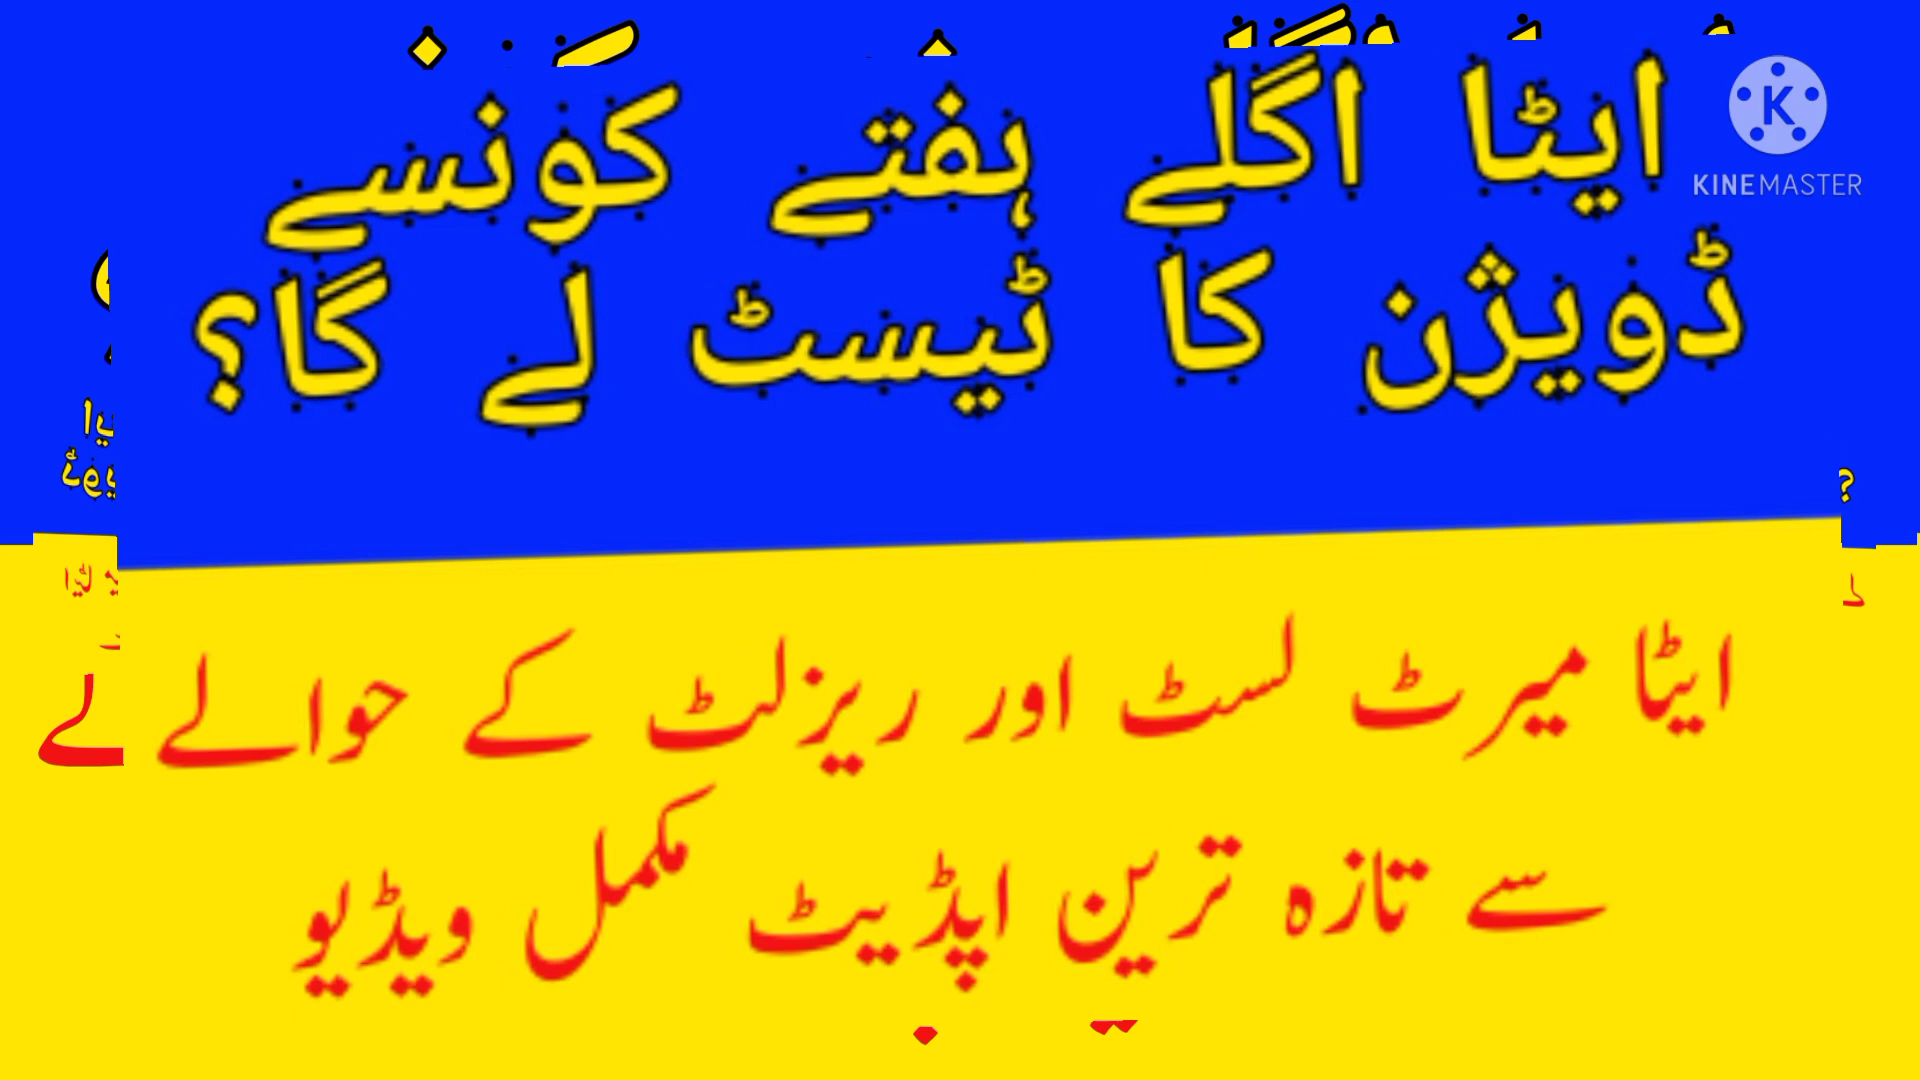 ایٹا اگلے ہفتے کونسے
ڈویژن کا ٹیسٹ لے گا؟
KINEMASTER
ایٹا میرٹ لسٹ اور ریزلٹ کے حوالے
سے تازہ ترین اپڈیٹ مکمل ویڈیو